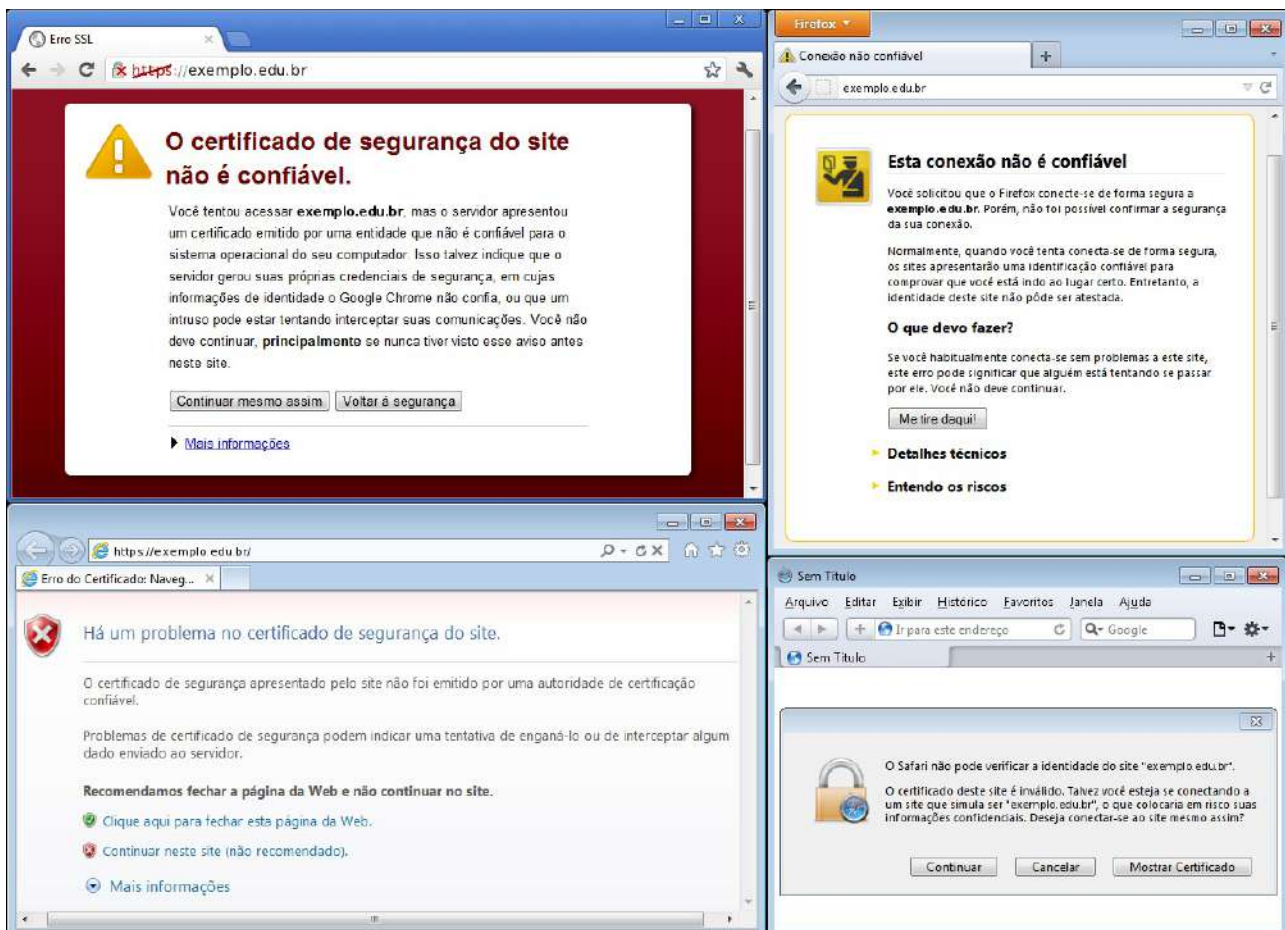 Erro SSL
https://exemplo.edu.br
O certificado de segurança do site
não é confiável.
Você tentou acessar exemplo.edu.br, mas o servidor apresentou
um certificado emitido por uma entidade que não é confiável para o
sistema operacional do seu computador. Isso talvez indique que o
servidor gerou suas próprias credenciais de segurança, em cujas
informações de identidade o Google Chrome não confia, ou que um
intruso pode estar tentando interceptar suas comunicações. Você não
deve continuar, principalmente se nunca tiver visto esse aviso antes
neste site.
Continuar mesmo assim Voltar à segurança
Mais informações
Firefox
Conexão não confiável
exemplo.edu.br
Esta conexão não é confiável
Você solicitou que o Firefox conecte-se de forma segura a
exemplo.edu.br. Porém, não foi possível confirmar a segurança
da sua conexão.
Normalmente, quando você tenta conecta-se de forma segura,
os sites apresentarão uma identificação confiável para
comprovar que você está indo ao lugar certo. Entretanto, a
identidade deste site não pôde ser atestada.
O que devo fazer?
Se você habitualmente conecta-se sem problemas a este site,
este erro pode significar que alguém está tentando se passar
por ele. Você não deve continuar.
Me tire daqui!
Detalhes técnicos
Entendo os riscos
https://exemplo.edu.br/
Erro do Certificado: Naveg...
Há um problema no certificado de segurança do site.
O certificado de segurança apresentado pelo site não foi emitido por uma autoridade de certificação
confiável.
Problemas de certificado de segurança podem indicar uma tentativa de enganá-lo ou de interceptar algum
dado enviado ao servidor.
Recomendamos fechar a página da Web e não continuar no site.
Clique aqui para fechar esta página da Web.
Continuar neste site (não recomendado).
Mais informações
Sem Título
Arquivo Editar Exibir Histórico Favoritos Janela Ajuda
Ir para este endereço Google
Sem Título
O Safari não pode verificar a identidade do site "exemplo.edu.br".
O certificado deste site é inválido. Talvez você esteja se conectando a
um site que simula ser "exemplo.edu.br", o que colocaria em risco suas
informações confidenciais. Deseja conectar-se ao site mesmo assim?
Continuar Cancelar Mostrar Certificado